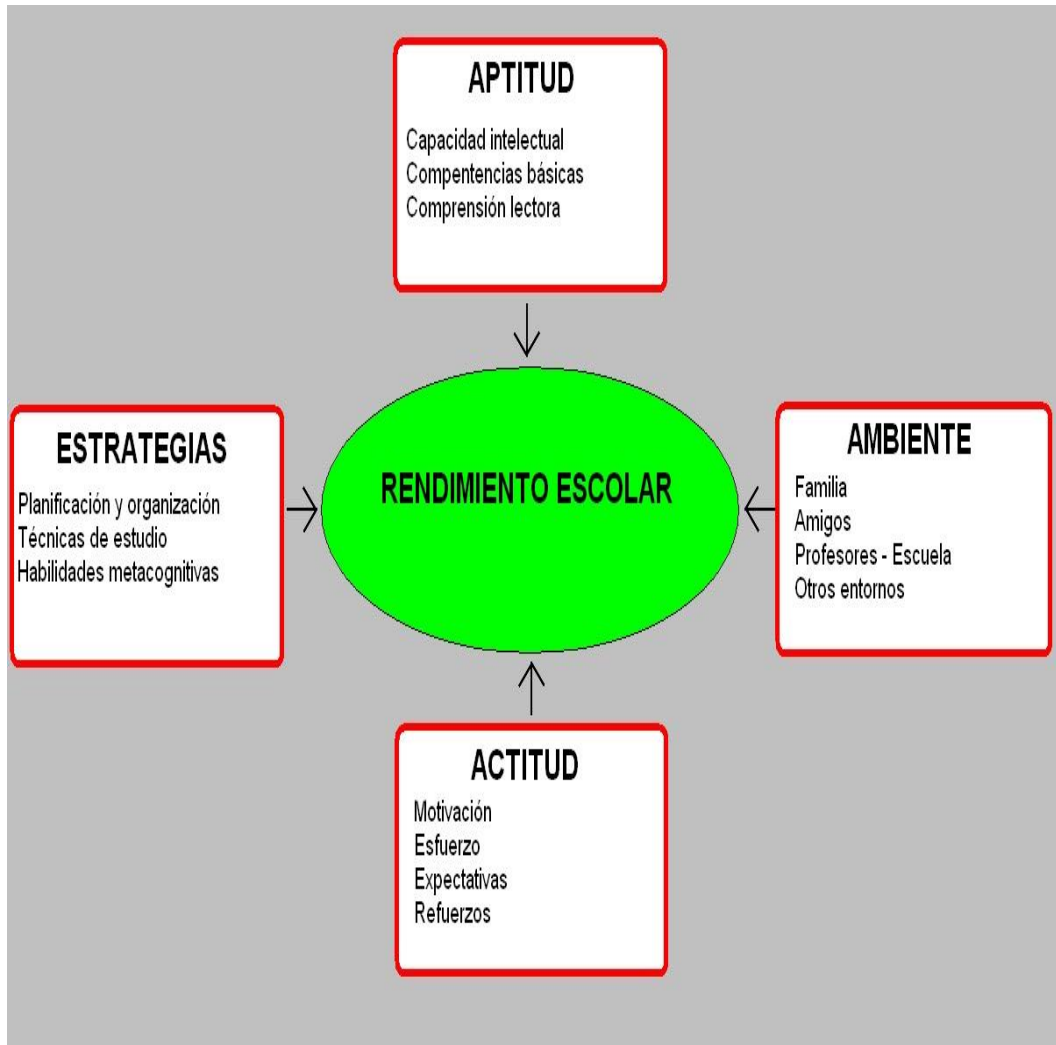 APTITUD
Capacidad intelectual
Compentencias básicas
Comprensión lectora
ESTRATEGIAS
Planificación y organización
Técnicas de estudio
Habilidades metacognitivas
RENDIMIENTO ESCOLAR
AMBIENTE
Familia
Amigos
Profesores - Escuela
Otros entornos
ACTITUD
Motivación
Esfuerzo
Expectativas
Refuerzos